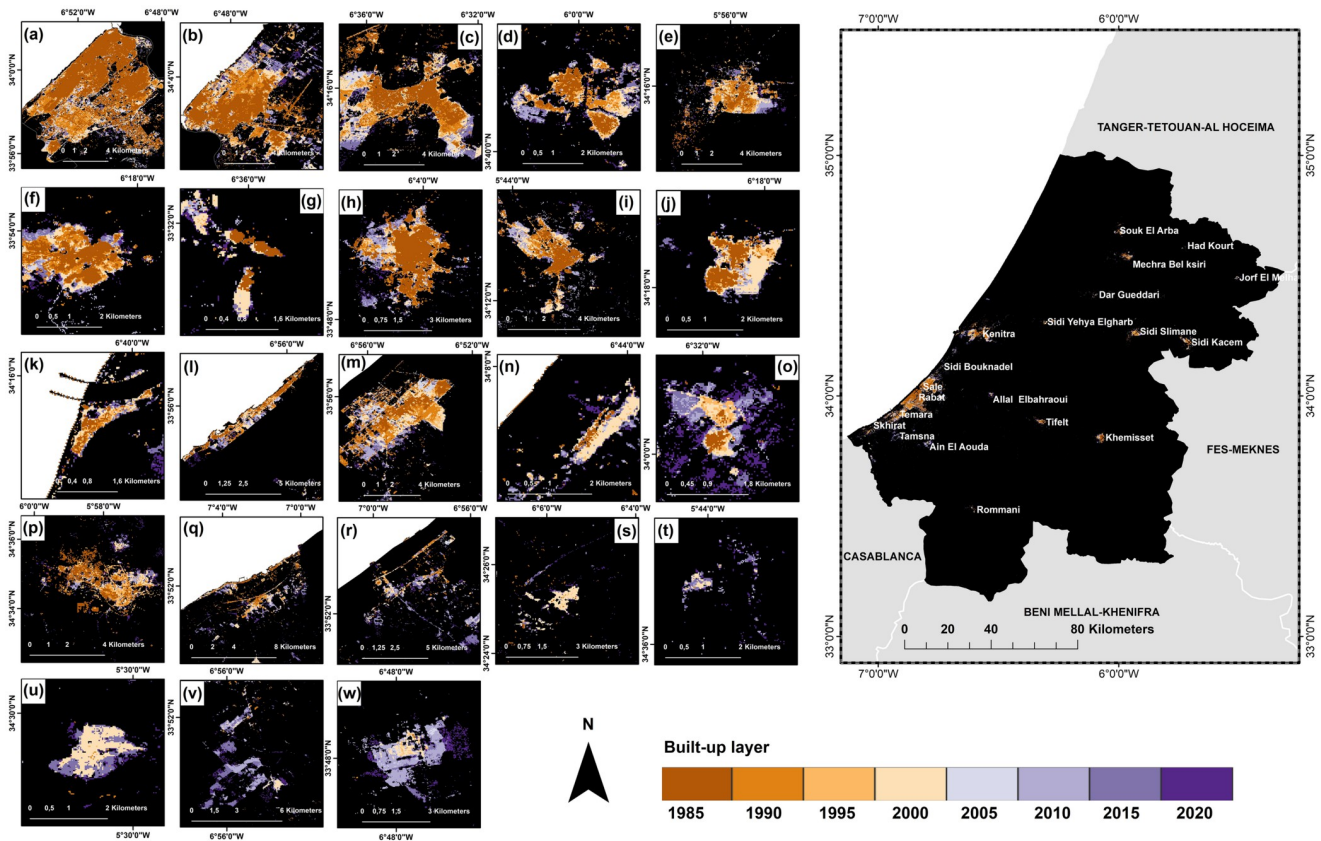 6°52'0"W 6°48'0"W
6°48'0"W
6°36'0"W 6°32'0"W
6°0'0"W
5°56'0"W
(a)
34°0'0"N
33°56'0"N
0 1 2 4 Kilometers
(b)
34°4'0"N
(c)
34°16'0"N
0 1 2 4 Kilometers
(d)
34°40'0"N
0 0,5 1 2 Kilometers
(e)
34°16'0"N
0 1 2 4 Kilometers
6°18'0"W
6°36'0"W
6°4'0"W
5°44'0"W
6°18'0"W
(f)
33°54'0"N
0 0,5 1 2 Kilometers
(g)
33°32'0"N
0 0,4 0,8 1,6 Kilometers
(h)
33°48'0"N
0 0,75 1,5 3 Kilometers
(i)
34°12'0"N
0 1 2 4 Kilometers
(j)
34°18'0"N
0 0,5 1 2 Kilometers
6°40'0"W
6°56'0"W
6°56'0"W 6°52'0"W
6°44'0"W
6°32'0"W
(k)
34°16'0"N
0,4 0,8 1,6 Kilometers
(l)
33°56'0"N
0 1,25 2,5 5 Kilometers
(m)
33°56'0"N
0 1 2 4 Kilometers
(n)
34°8'0"N
2 Kilometers
(o)
34°0'0"N
0 0,45 0,9 1,8 Kilometers
6°0'0"W 5°58'0"W
7°4'0"W 7°0'0"W
7°0'0"W 6°56'0"W
6°4'0"W 6°44'0"W
5°44'0"W
(p)
34°36'0"N
34°34'0"N
0 1 2 4 Kilometers
(q)
33°52'0"N
0 2 4 8 Kilometers
(r)
33°52'0"N
0 1,25 2,5 5 Kilometers
(s)
34°26'0"N
34°24'0"N
0 0,75 1,5 3 Kilometers
(t)
34°36'0"N
0 0,5 1 2 Kilometers
5°30'0"W
6°56'0"W
6°48'0"W
(u)
34°30'0"N
0 0,5 1 2 Kilometers
5°30'0"W
(v)
33°52'0"N
0 1,5 3 6 Kilometers
6°56'0"W
(w)
33°48'0"N
0 0,75 1,5 3 Kilometers
6°48'0"W
7°0'0"W 6°0'0"W
TANGER-TETOUAN-AL HOCEIMA
35°0'0"N 35°0'0"N
Souk El Arba
Had Kourt
Mechra Bel ksiri
Jorf El Melha
Dar Gueddari
Sidi Yehya Elgharb
Kenitra
Sidi Slimane
Sidi Kacem
Sidi Bouknadel
34°0'0"N 34°0'0"N
Sale
Rabat
Allal Elbahraoui
Temara
Tifelt
Skhirat
Tamsna
Khemisset
Ain El Aouda
FES-MEKNES
Rommani
CASABLANCA
BENI MELLAL-KHENIFRA
33°0'0"N 33°0'0"N
0 20 40 80 Kilometers
7°0'0"W 6°0'0"W
N
Built-up layer
1985 1990 1995 2000 2005 2010 2015 2020